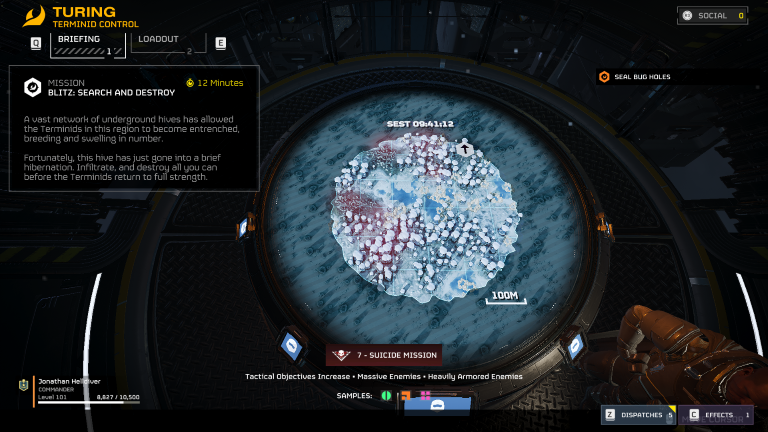 TURING
TERMINID CONTROL
SOCIAL 0
Q
BRIEFING
1
LOADOUT
2
E
MISSION
12 Minutes
BLITZ: SEARCH AND DESTROY
A vast network of underground hives has allowed
the Terminids in this region to become entrenched,
breeding and swelling in number.
Fortunately, this hive has just gone into a brief
hibernation. Infiltrate, and destroy all you can
before the Terminids return to full strength.
SEAL BUG HOLES
SEST 09:41:12
100M
7 - SUICIDE MISSION
Tactical Objectives Increase • Massive Enemies • Heavily Armored Enemies
SAMPLES:
Jonathan Helldiver
COMMANDER
Level 101
8,827 / 10,500
Z DISPATCHES 5
C EFFECTS 1
MOVE CURSOR